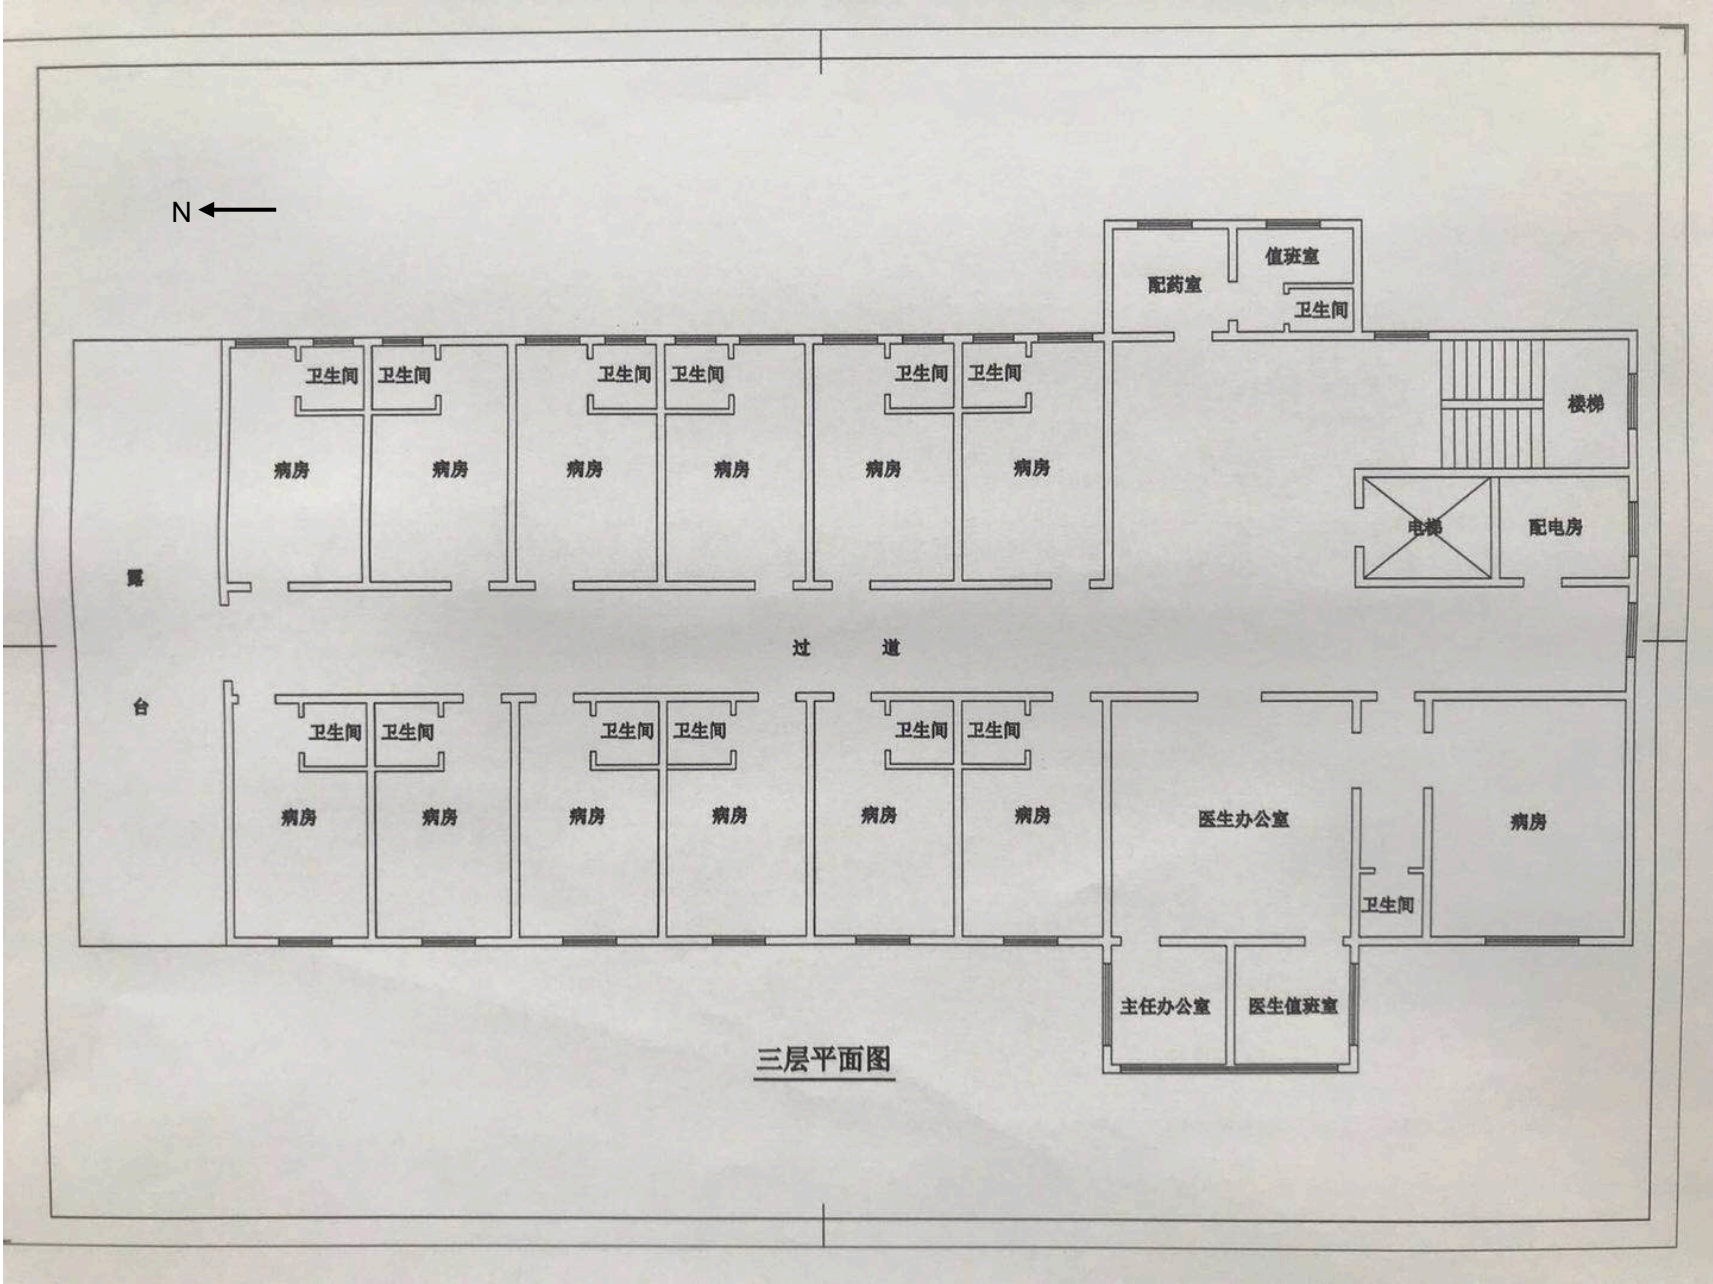 N
配药室
值班室
卫生间
卫生间 卫生间 卫生间 卫生间 卫生间 卫生间
楼梯
病房 病房 病房 病房 病房 病房
电梯 配电房
露台
过道
卫生间 卫生间 卫生间 卫生间 卫生间 卫生间
病房 病房 病房 病房 病房 病房 医生办公室 病房
卫生间
主任办公室 医生值班室
三层平面图